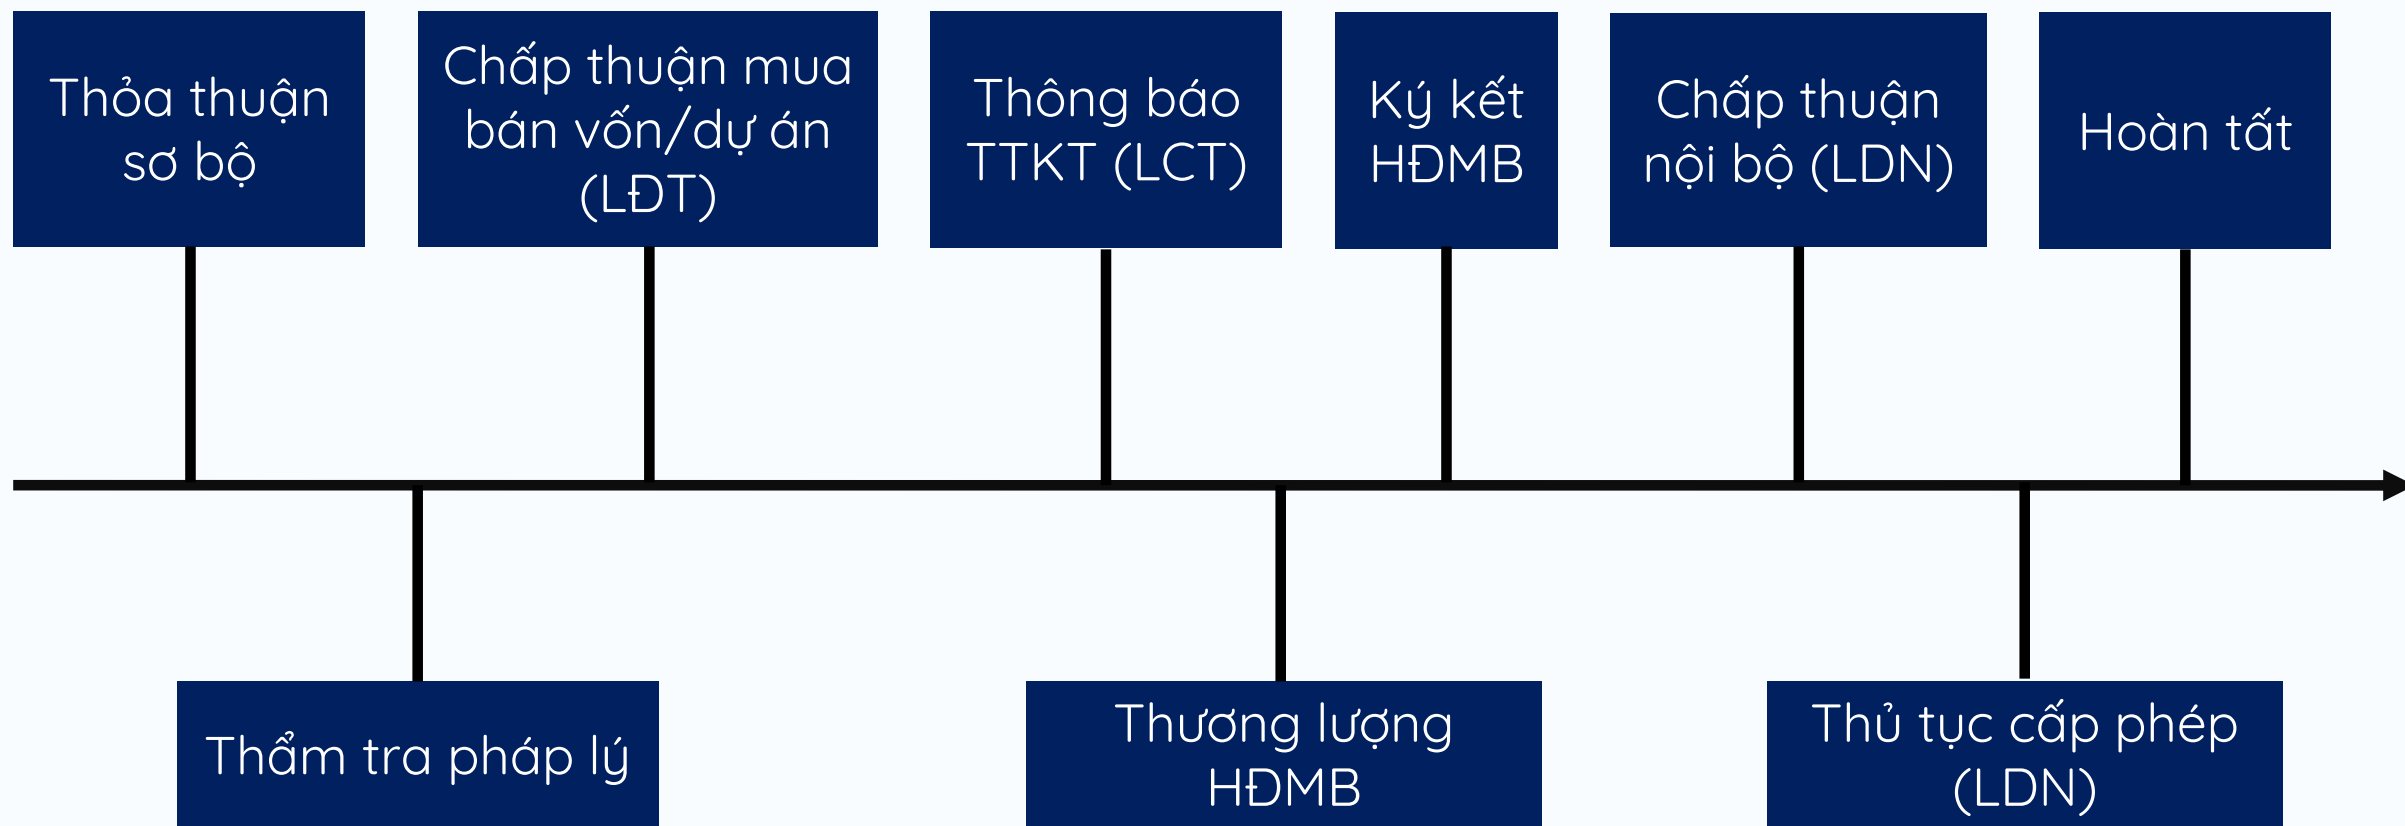 Thỏa thuận
sơ bộ
Chấp thuận mua
bán vốn/dự án
(LĐT)
Thông báo
TTKT (LCT)
Ký kết
HĐMB
Chấp thuận
nội bộ (LDN)
Hoàn tất
Thẩm tra pháp lý
Thương lượng
HĐMB
Thủ tục cấp phép
(LDN)